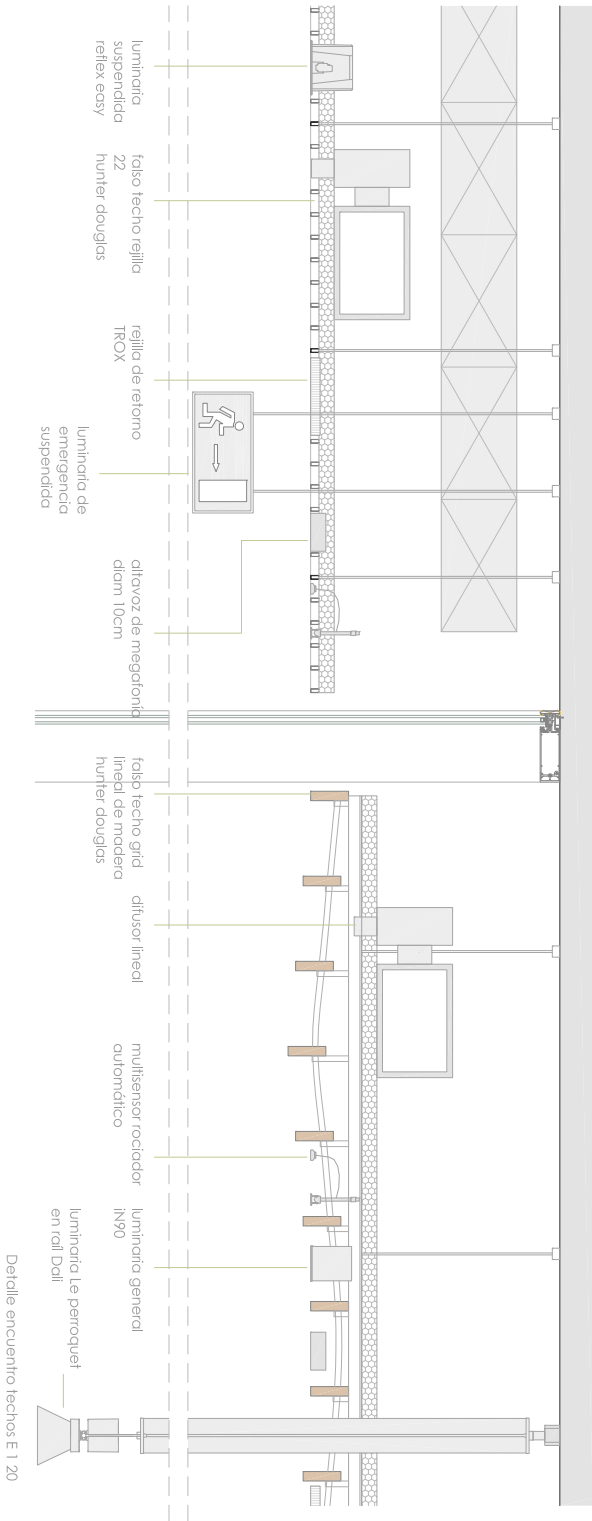 luminaria
suspendida
reflex easy
falso techo rejilla
22
hunter douglas
rejilla de retorno
TROX
luminaria de
emergencia
suspendida
altavoz de megafonia
diam 10cm
falso techo grid
lineal de madera
hunter douglas
difusor lineal
multisensor rociador
automático
luminaria general
iN90
luminaria Le perroquet
en raíl Dali
Detalle encuentro techos E 1 20